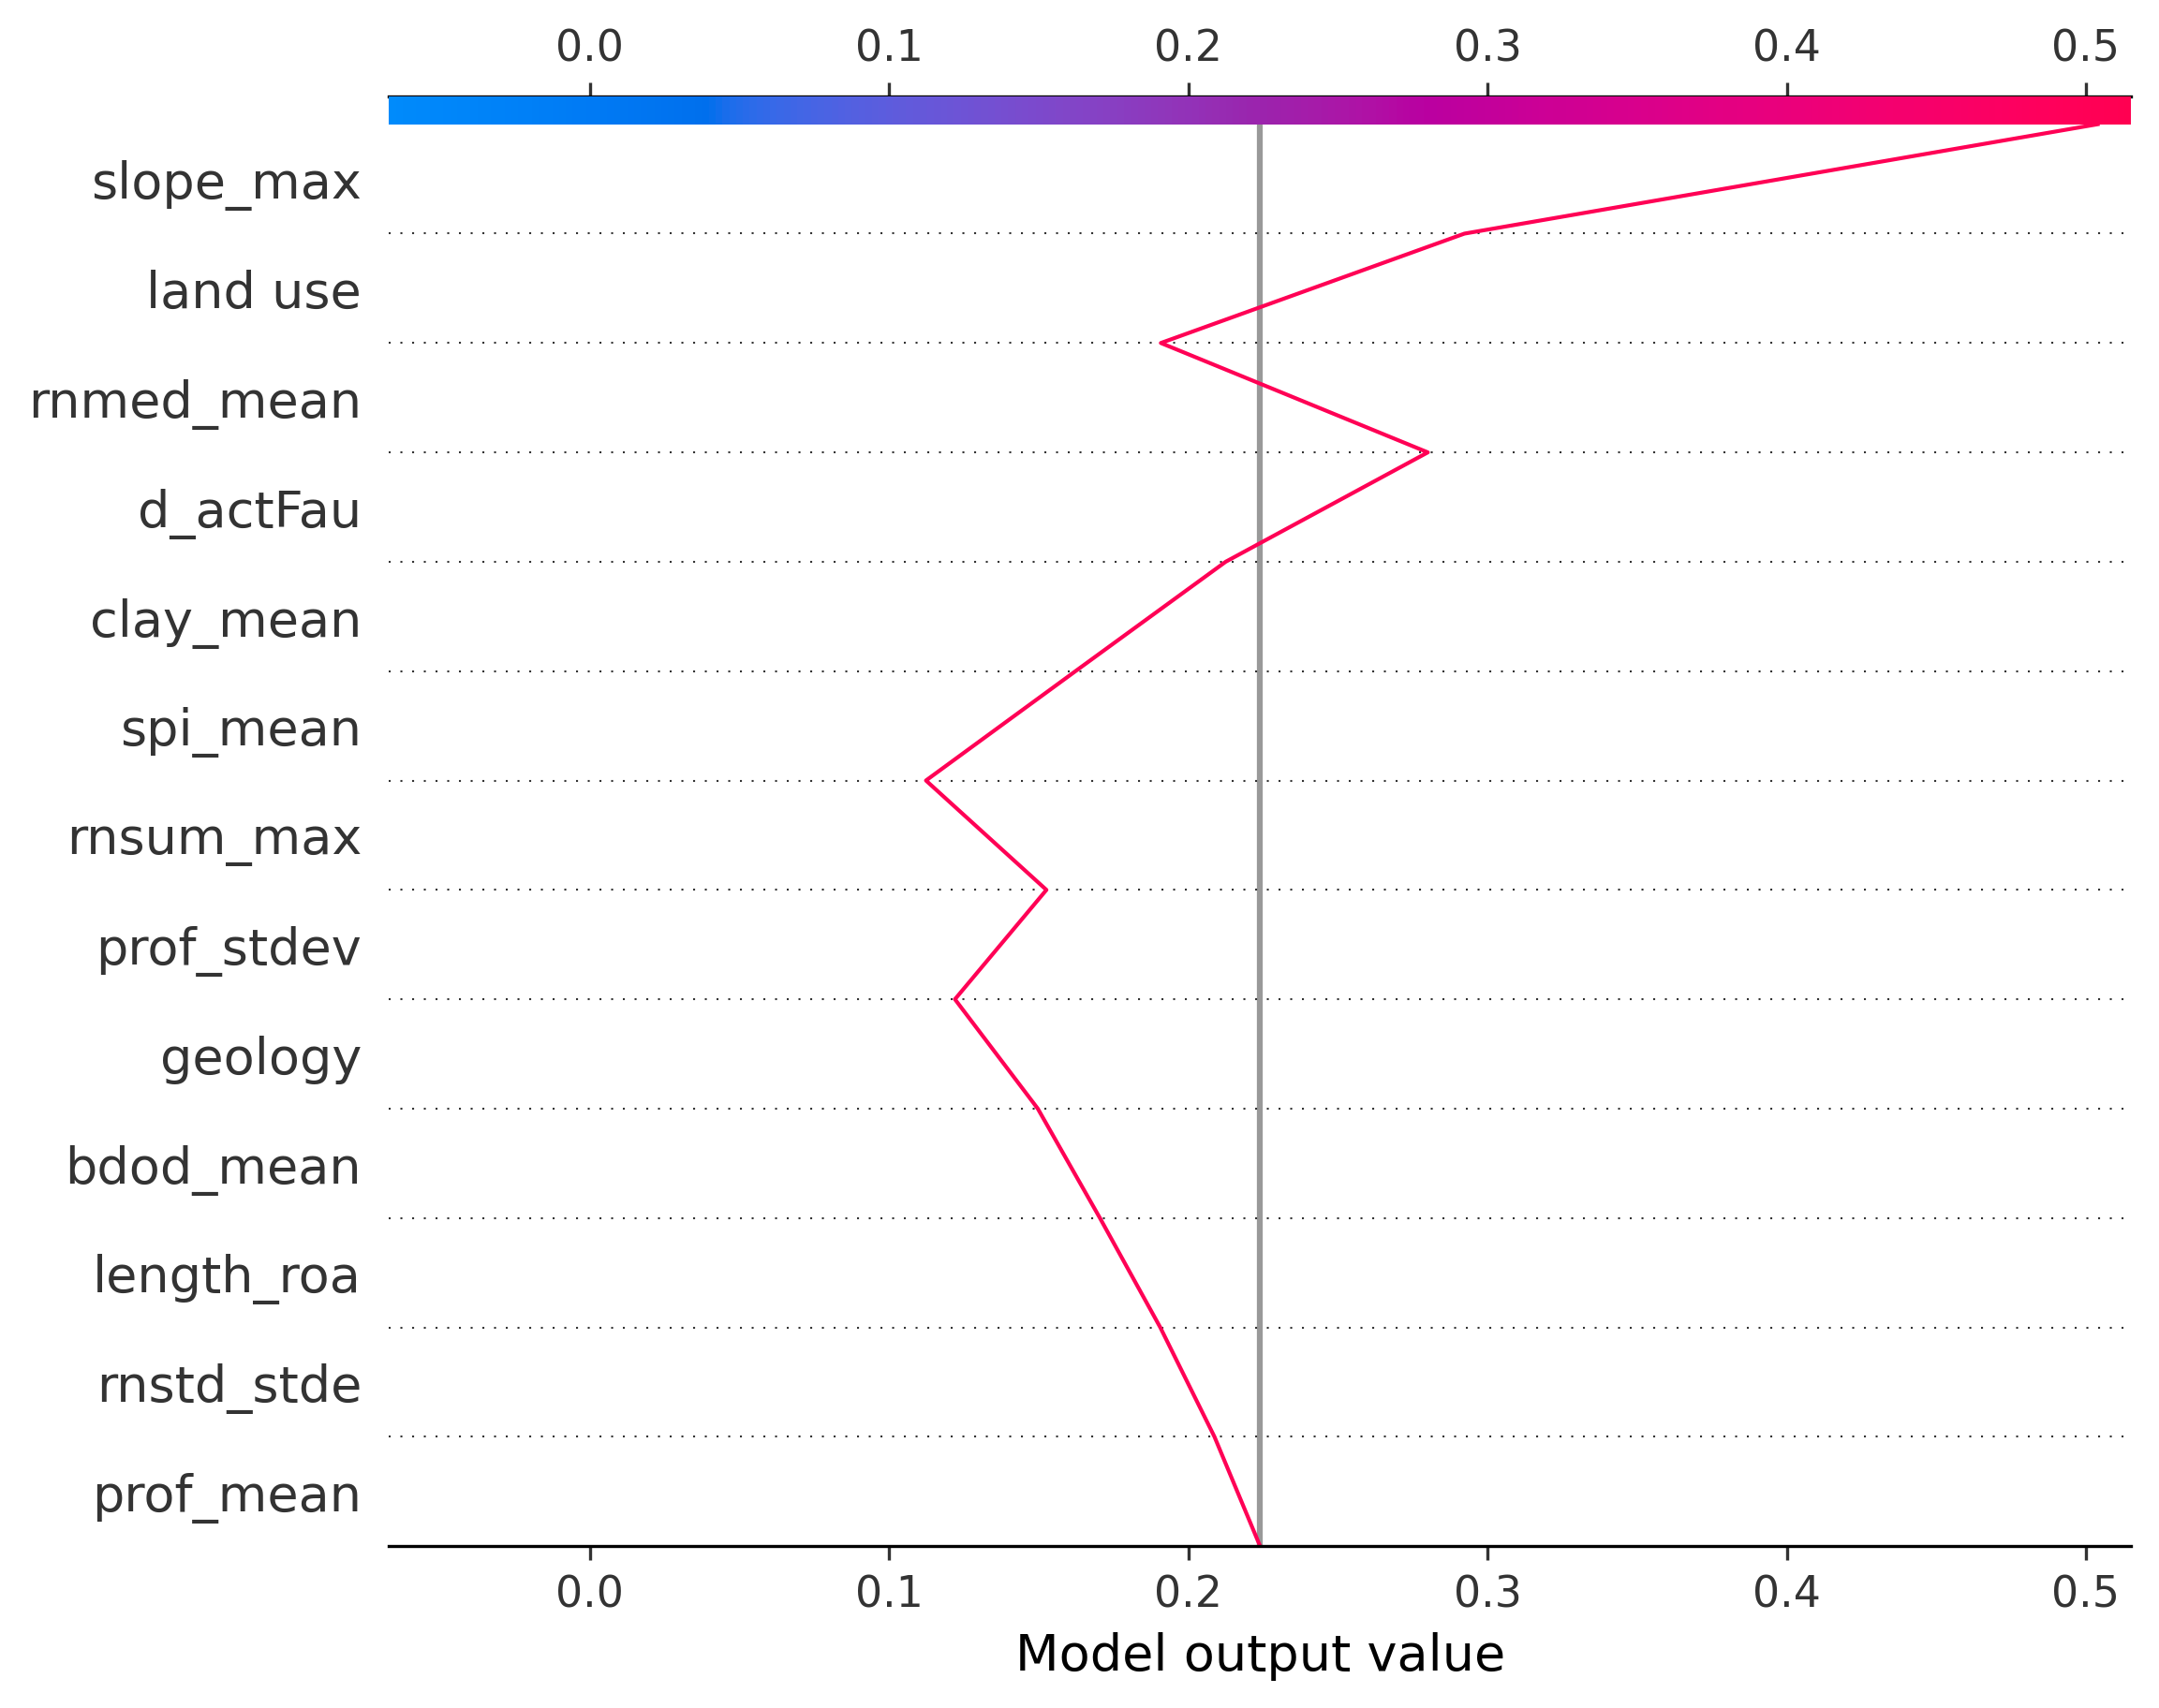 0.0 0.1 0.2 0.3 0.4 0.5
slope_max
land use
rnmed_mean
d_actFau
clay_mean
spi_mean
rnsum_max
prof_stdev
geology
bdod_mean
length_roa
rnstd_stde
prof_mean
0.0 0.1 0.2 0.3 0.4 0.5
Model output value